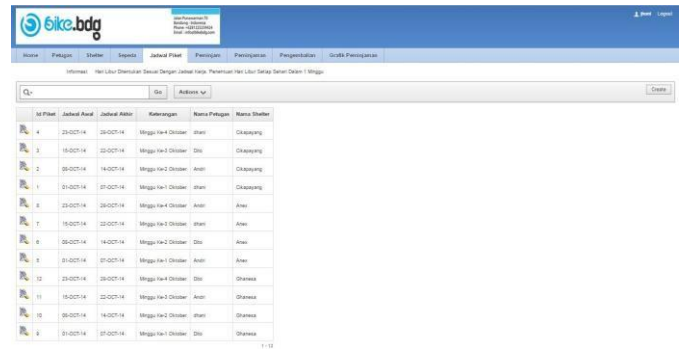 bike.bdg
Jalan Purnawarman 70
Bandung - Indonesia
Logout
Home Petugas Shelter Sepeda Jadwal Piket Peminjam Peminjaman Pengembalian Grafik Peminjaman
Informasi : Hari Libur Ditentukan Sesuai Dengan Jadwal Kerja. Penentuan Hari Libur Setiap Sehari Dalam 1 Minggu
Go Actions Create
Id Piket Jadwal Awal Jadwal Akhir Keterangan Nama Petugas Nama Shelter
4 23-OCT-14 29-OCT-14 Minggu Ke-4 Oktober dhani Cikapayang
3 15-OCT-14 22-OCT-14 Minggu Ke-3 Oktober Cikapayang
2 08-OCT-14 14-OCT-14 Minggu Ke-2 Oktober Andri Cikapayang
1 01-OCT-14 07-OCT-14 Minggu Ke-1 Oktober dhani Cikapayang
8 23-OCT-14 29-OCT-14 Minggu Ke-4 Oktober Andri Anex
7 15-OCT-14 22-OCT-14 Minggu Ke-3 Oktober dhani Anex
6 08-OCT-14 14-OCT-14 Minggu Ke-2 Oktober Anex
5 01-OCT-14 07-OCT-14 Minggu Ke-1 Oktober Andri Anex
12 23-OCT-14 29-OCT-14 Minggu Ke-4 Oktober Ghanesa
11 15-OCT-14 22-OCT-14 Minggu Ke-3 Oktober Andri Ghanesa
10 08-OCT-14 14-OCT-14 Minggu Ke-2 Oktober dhani Ghanesa
9 01-OCT-14 07-OCT-14 Minggu Ke-1 Oktober Ghanesa
1 - 12